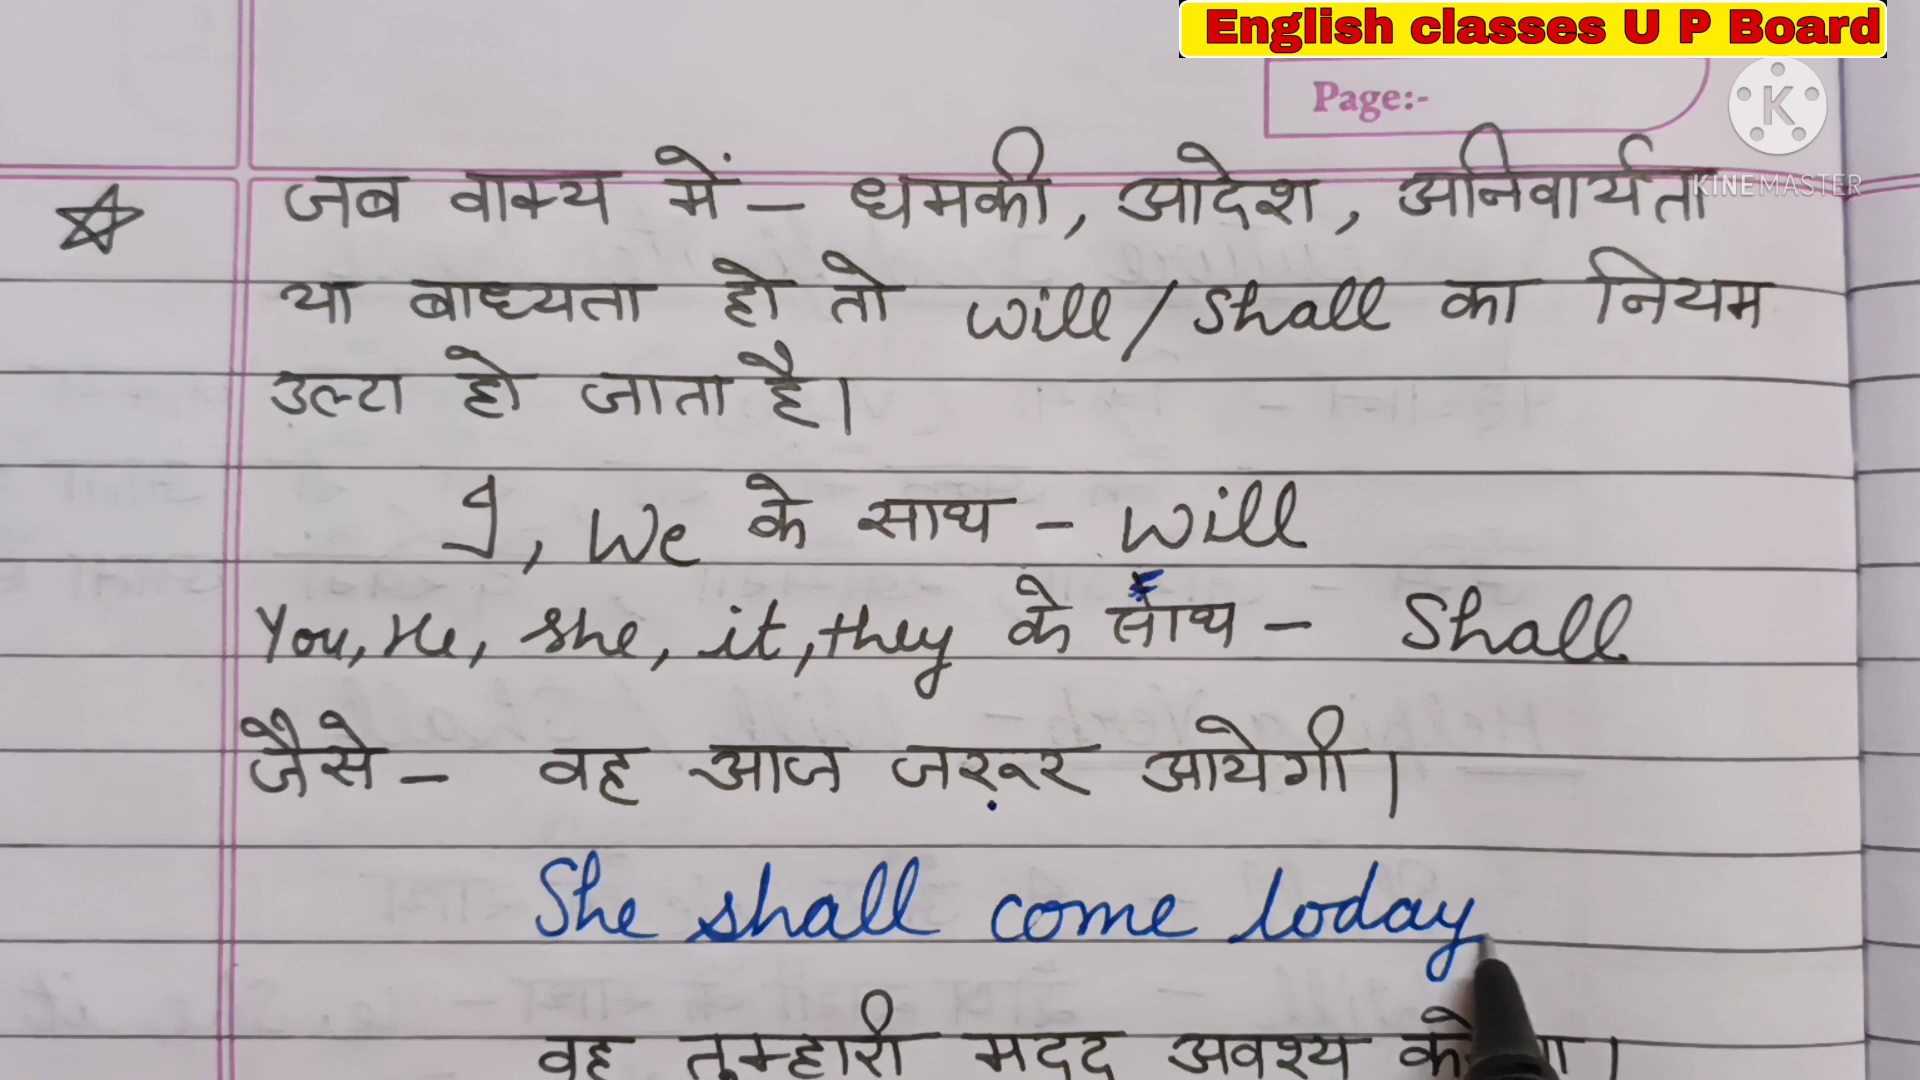 English classes U P Board
Page:-
K
KINEMASTER
जब वाक्य में - धमकी, आदेश, अनिवार्यता
या बाध्यता हो तो will/shall का नियम
उल्टा हो जाता है।
I, We के साथ - will
You, He, she, it, they के साथ - Shall
जैसे - वह आज जरूर आयेगी।
She shall come today
वह तुम्हारी मदद अवश्य